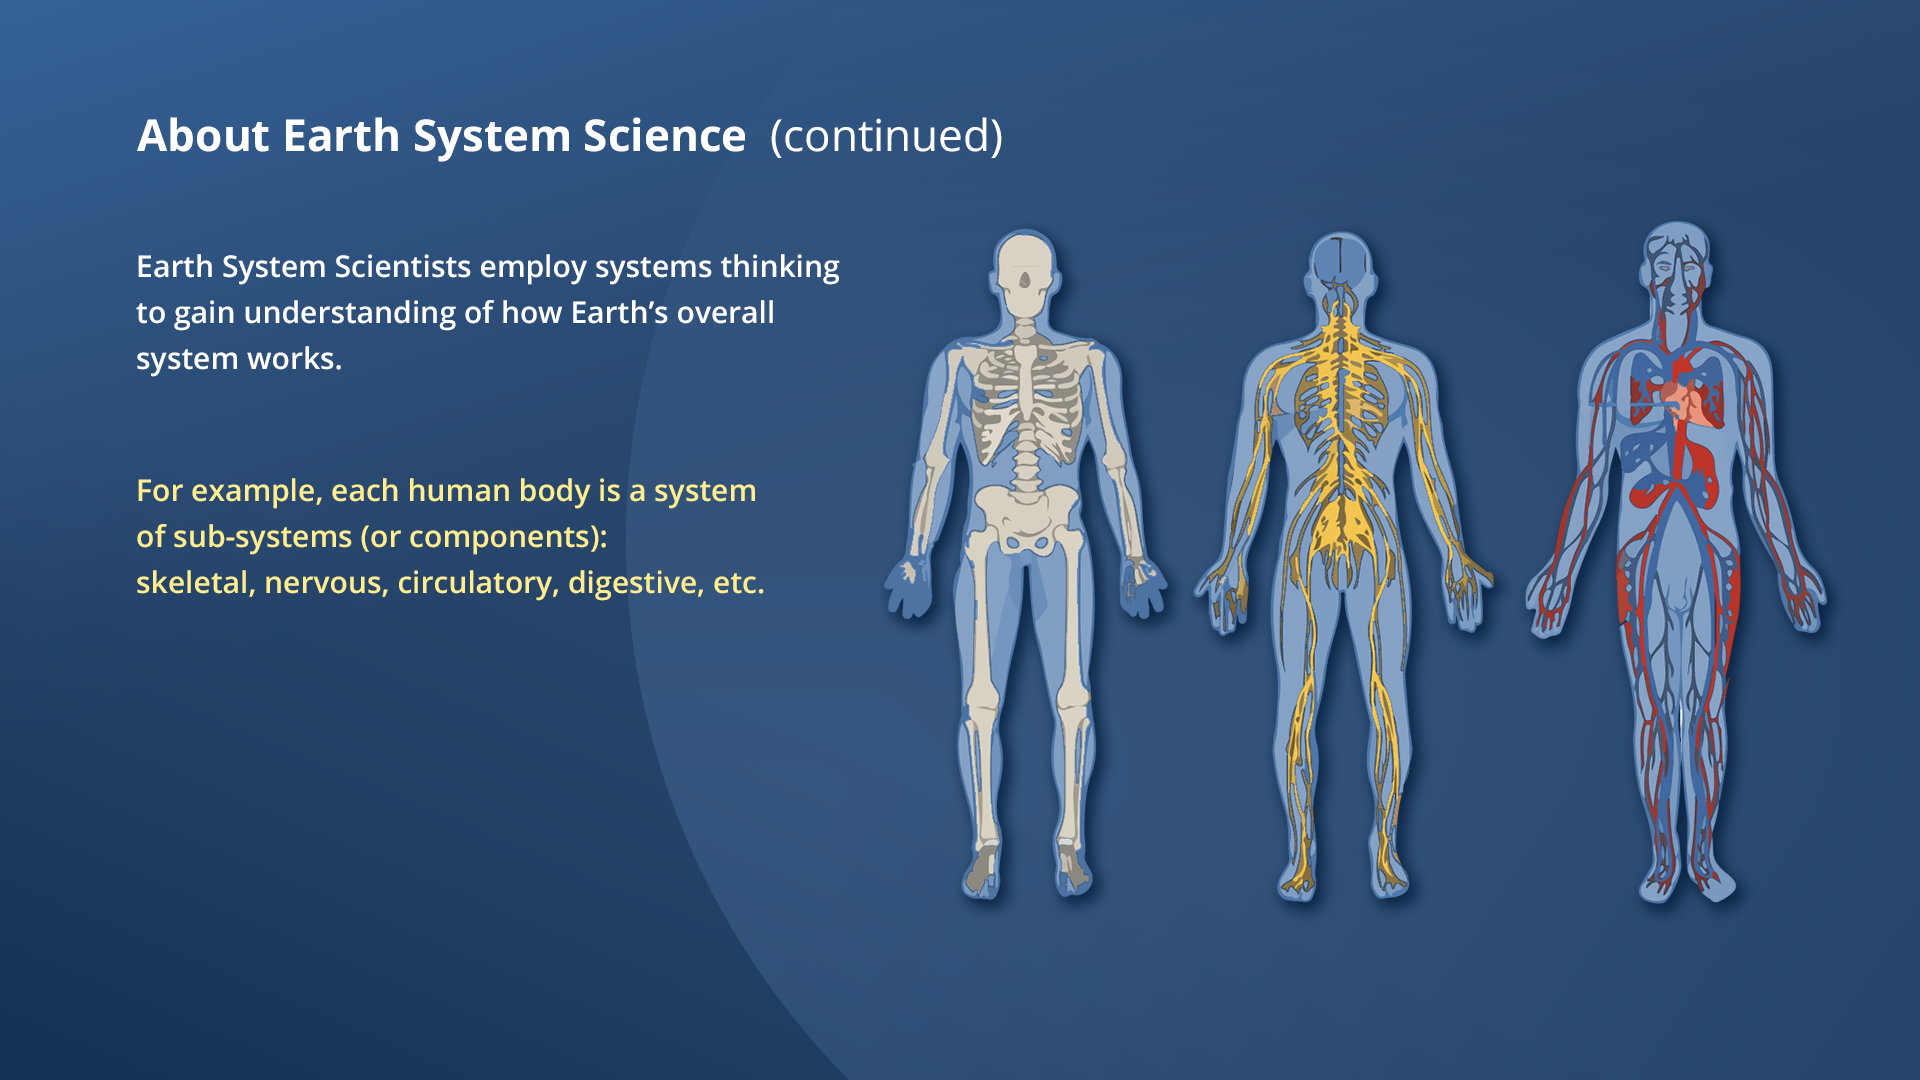 About Earth System Science (continued)
Earth System Scientists employ systems thinking
to gain understanding of how Earth’s overall
system works.
For example, each human body is a system
of sub-systems (or components):
skeletal, nervous, circulatory, digestive, etc.